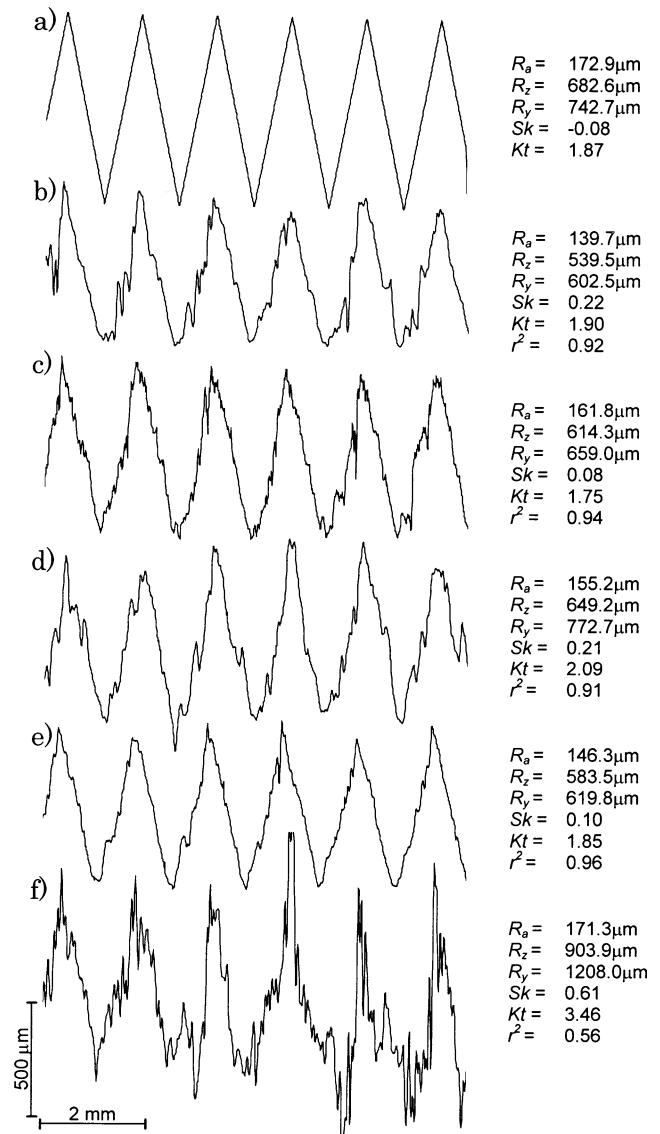 a)
Ra = 172.9μm
Rz = 682.6μm
Ry = 742.7μm
Sk = -0.08
Kt = 1.87
b)
Ra = 139.7μm
Rz = 539.5μm
Ry = 602.5μm
Sk = 0.22
Kt = 1.90
r² = 0.92
c)
Ra = 161.8μm
Rz = 614.3μm
Ry = 659.0μm
Sk = 0.08
Kt = 1.75
r² = 0.94
d)
Ra = 155.2μm
Rz = 649.2μm
Ry = 772.7μm
Sk = 0.21
Kt = 2.09
r² = 0.91
e)
Ra = 146.3μm
Rz = 583.5μm
Ry = 619.8μm
Sk = 0.10
Kt = 1.85
r² = 0.96
f)
Ra = 171.3μm
Rz = 903.9μm
Ry = 1208.0μm
Sk = 0.61
Kt = 3.46
r² = 0.56
500 μm
2 mm